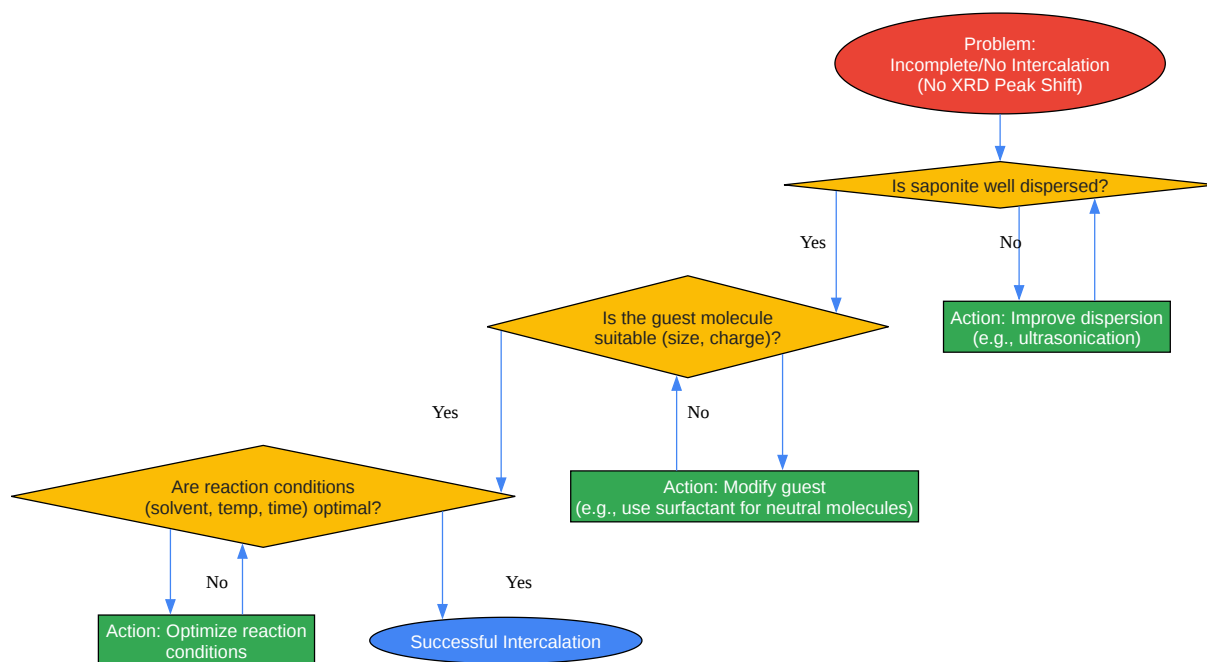 Problem:
Incomplete/No Intercalation
(No XRD Peak Shift)
Is saponite well dispersed?
Yes
No
Action: Improve dispersion
(e.g., ultrasonication)
Is the guest molecule
suitable (size, charge)?
Yes
No
Action: Modify guest
(e.g., use surfactant for neutral molecules)
Are reaction conditions
(solvent, temp, time) optimal?
No
Yes
Action: Optimize reaction
conditions
Successful Intercalation